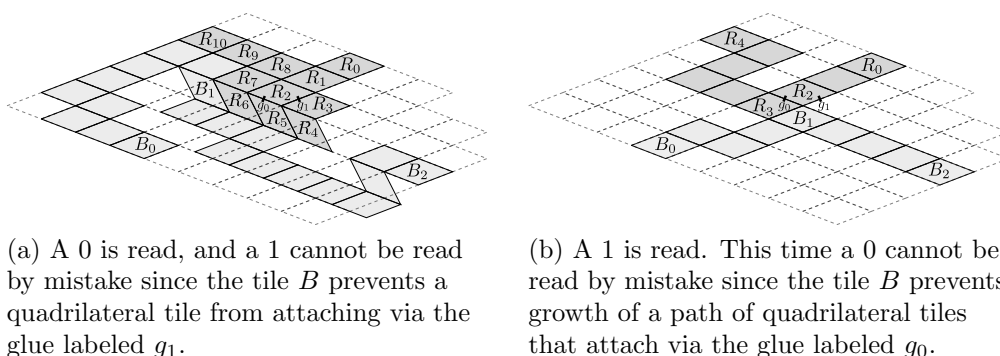 R10
R9
R8
R0
R1
R7
B1
R2
R6
g0
g1
R3
R5
R4
B0
B2
R4
R0
R2
R3
g0
g1
B1
B0
B2
(a) A 0 is read, and a 1 cannot be read
by mistake since the tile B prevents a
quadrilateral tile from attaching via the
glue labeled g1.
(b) A 1 is read. This time a 0 cannot be
read by mistake since the tile B prevents
growth of a path of quadrilateral tiles
that attach via the glue labeled g0.